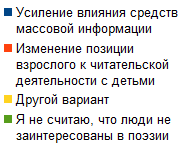 Усиление влияния средств
массовой информации
Изменение позиции
взрослого к читательской
деятельности с детьми
Другой вариант
Я не считаю, что люди не
заинтересованы в поэзии